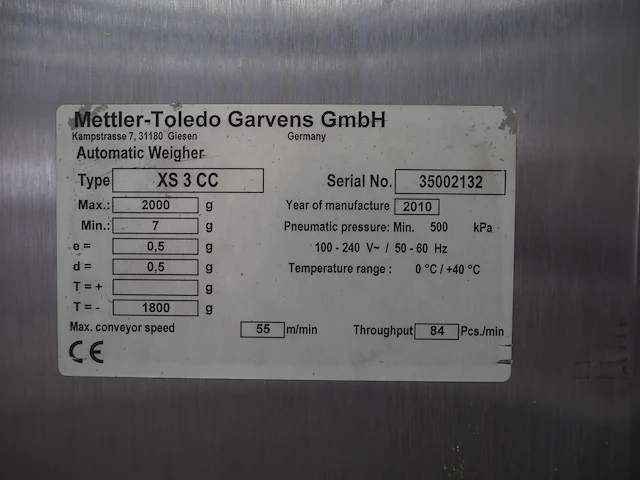 Mettler-Toledo Garvens GmbH
Kampstrasse 7, 31180 Giesen Germany
Automatic Weigher
Type XS 3 CC Serial No. 35002132
Max.: 2000 g Year of manufacture 2010
Min.: 7 g Pneumatic pressure: Min. 500 kPa
e = 0,5 g 100 - 240 V~ / 50 - 60 Hz
d = 0,5 g Temperature range : 0 °C / +40 °C
T = + g
T = - 1800 g
Max. conveyor speed 55 m/min Throughput 84 Pcs./min
CE